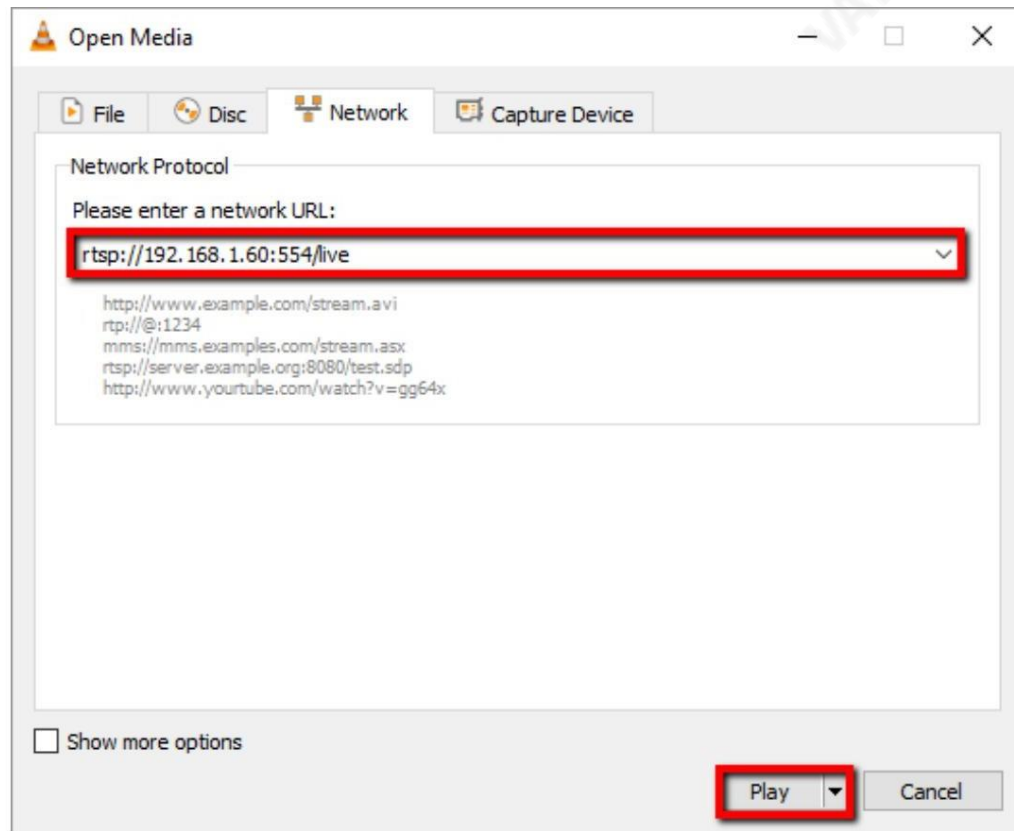 Open Media
File Disc Network Capture Device
Network Protocol
Please enter a network URL:
rtsp://192.168.1.60:554/live
http://www.example.com/stream.avi
rtp://@:1234
mms://mms.examples.com/stream.asx
rtsp://server.example.org:8080/test.sdp
http://www.yourtube.com/watch?v=gg64x
Show more options
Play Cancel